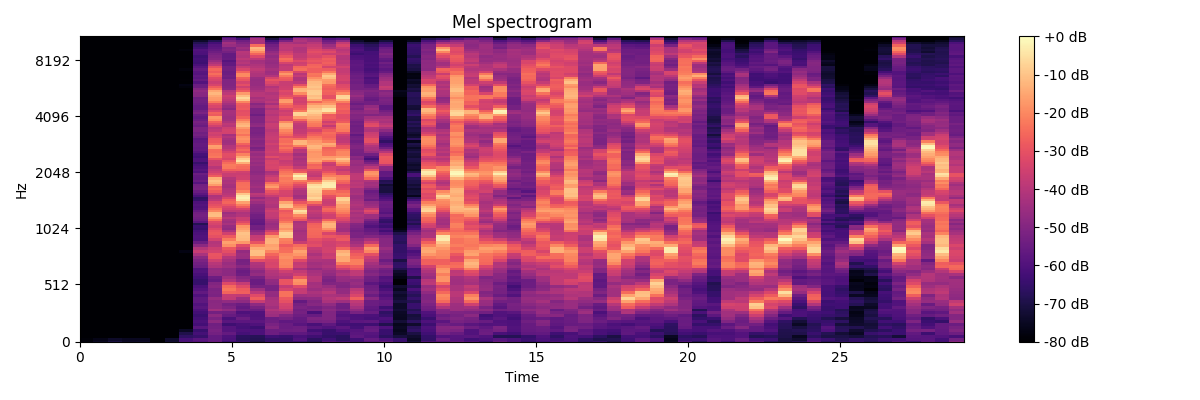 Mel spectrogram
+0 dB
8192
-10 dB
-20 dB
4096
-30 dB
Hz
2048
-40 dB
1024
-50 dB
-60 dB
512
-70 dB
0
-80 dB
0 5 10 15 20 25
Time